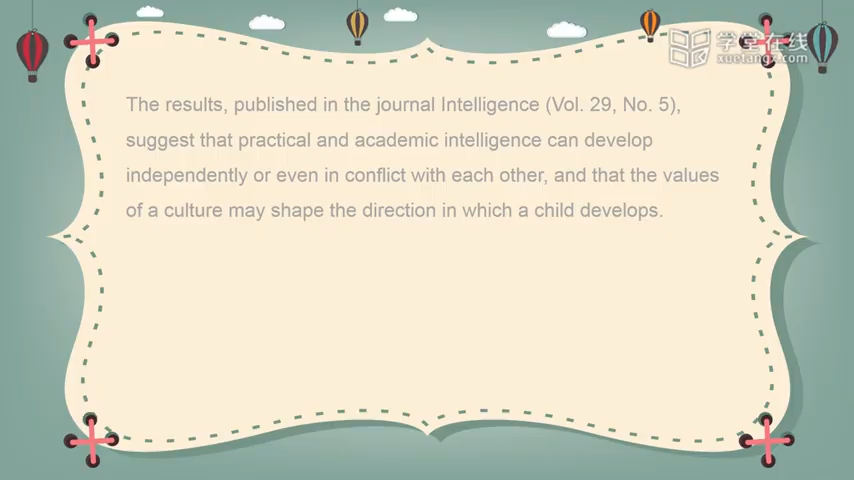 学堂在线
xuetangz.com
The results, published in the journal Intelligence (Vol. 29, No. 5),
suggest that practical and academic intelligence can develop
independently or even in conflict with each other, and that the values
of a culture may shape the direction in which a child develops.